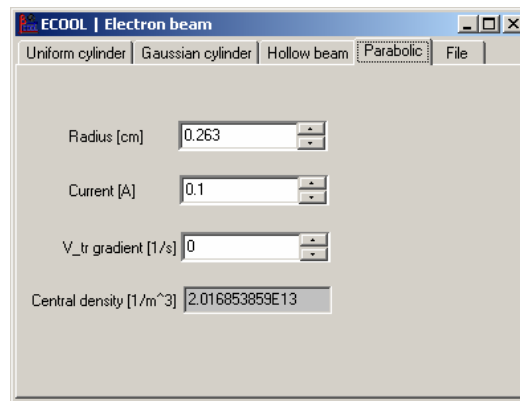 ECOOL | Electron beam
Uniform cylinder Gaussian cylinder Hollow beam Parabolic File
Radius [cm] 0.263
Current [A] 0.1
V_tr gradient [1/s] 0
Central density [1/m^3] 2.016853859E13